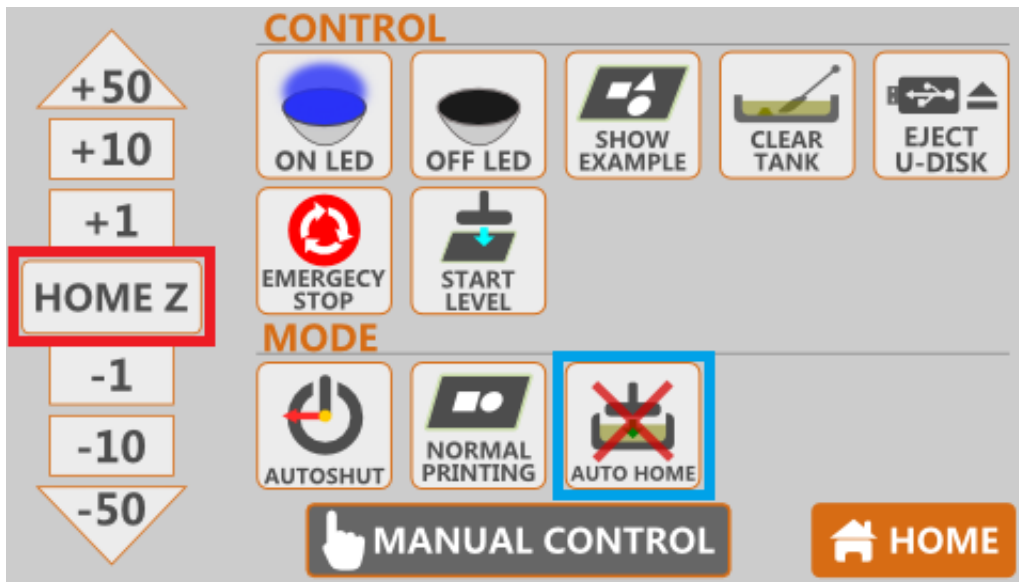 +50
+10
+1
HOME Z
-1
-10
-50
CONTROL
ON LED
OFF LED
SHOW
EXAMPLE
CLEAR
TANK
EJECT
U-DISK
EMERGECY
STOP
START
LEVEL
MODE
AUTOSHUT
NORMAL
PRINTING
AUTO HOME
MANUAL CONTROL
HOME